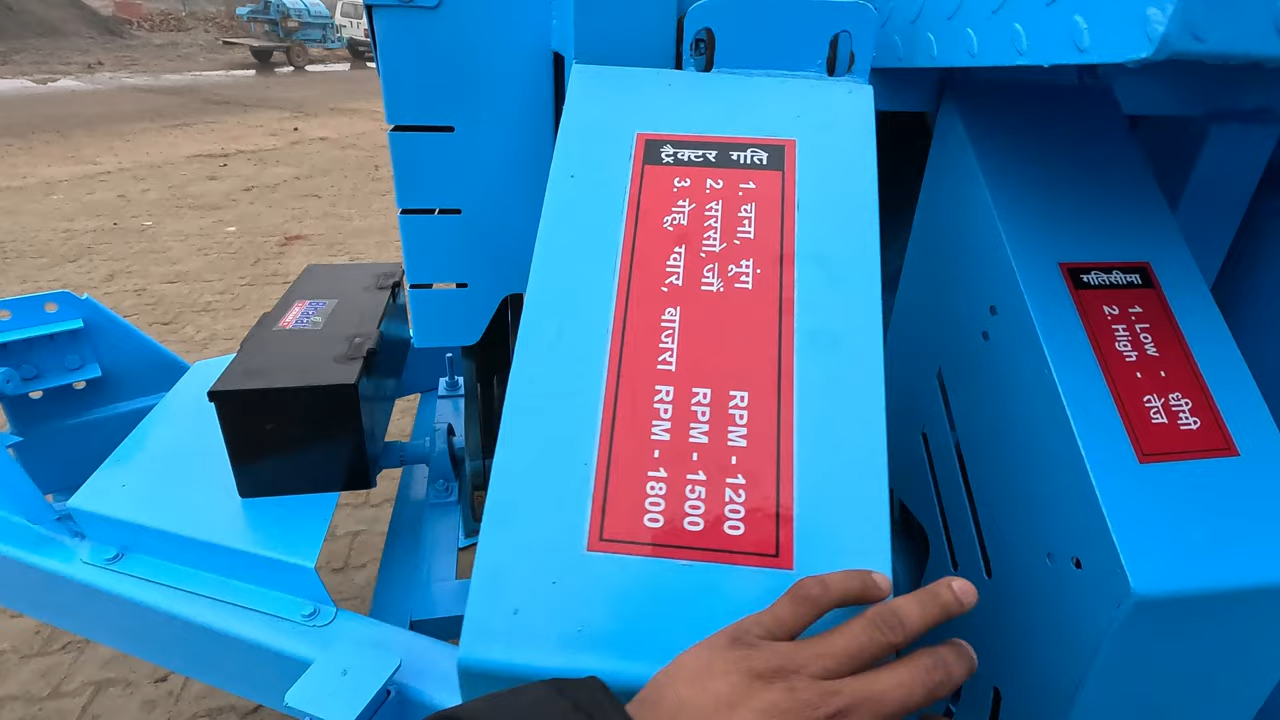 ट्रैक्टर गति
1. चना, मूंग RPM - 1200
2. सरसो, जौं RPM - 1500
3. गेहू, ग्वार, बाजरा RPM - 1800
गतिसीमा
1. Low - धीमी
2. High - तेज